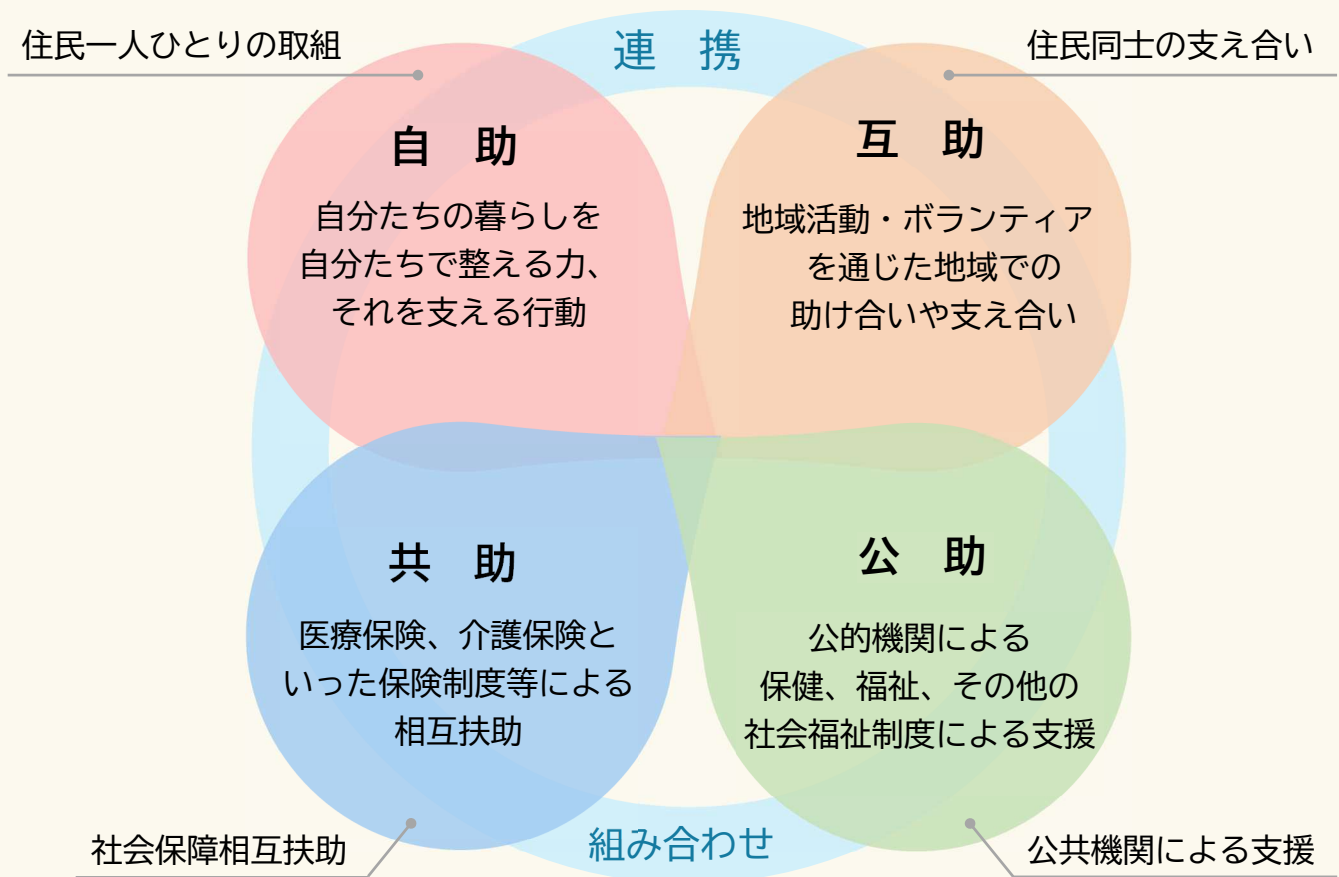 住民一人ひとりの取組
連　携
住民同士の支え合い
自　助
自分たちの暮らしを
自分たちで整える力、
それを支える行動
互　助
地域活動・ボランティア
を通じた地域での
助け合いや支え合い
共　助
医療保険、介護保険と
いった保険制度等による
相互扶助
公　助
公的機関による
保健、福祉、その他の
社会福祉制度による支援
社会保障相互扶助
組み合わせ
公共機関による支援